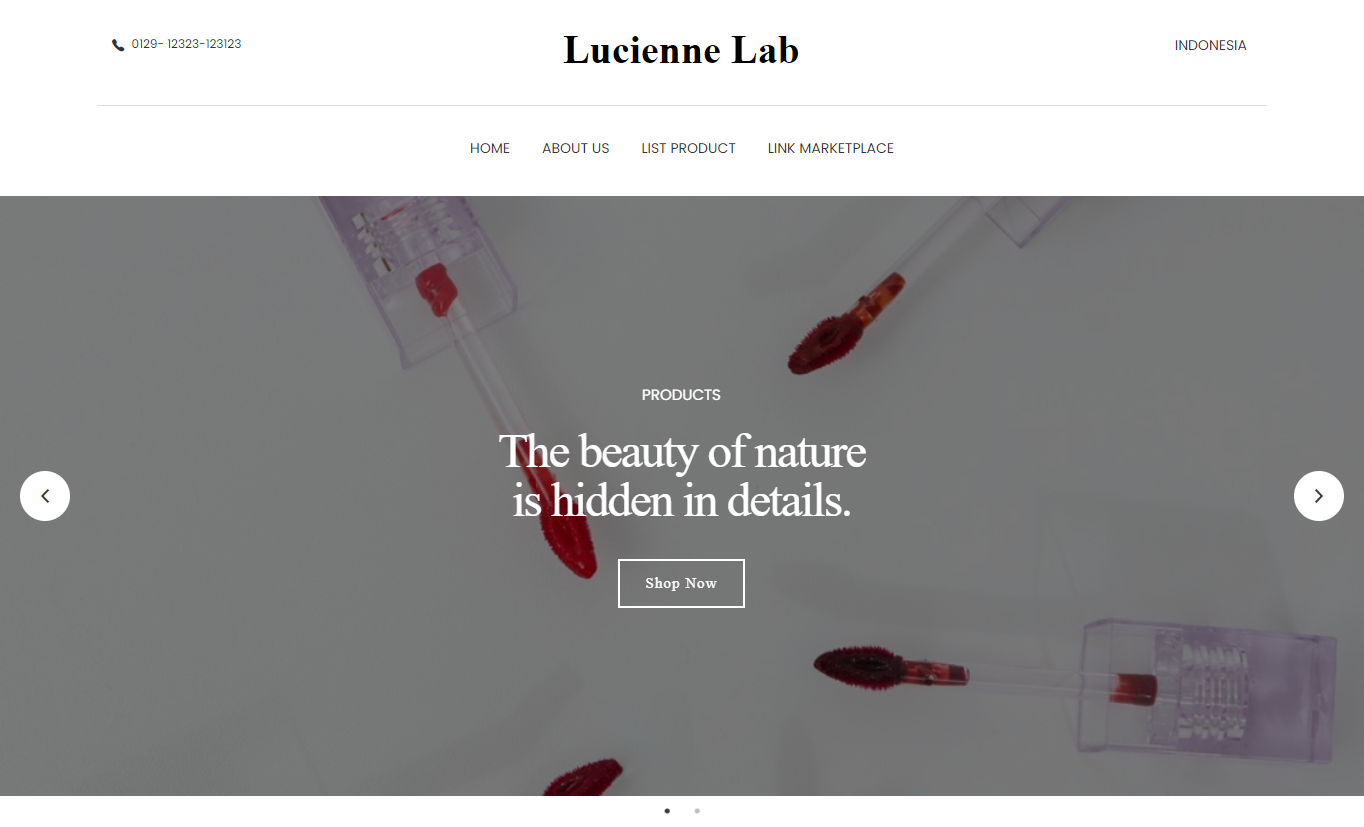 0129- 12323-123123
Lucienne Lab
INDONESIA
HOME
ABOUT US
LIST PRODUCT
LINK MARKETPLACE
PRODUCTS
The beauty of nature
is hidden in details.
Shop Now